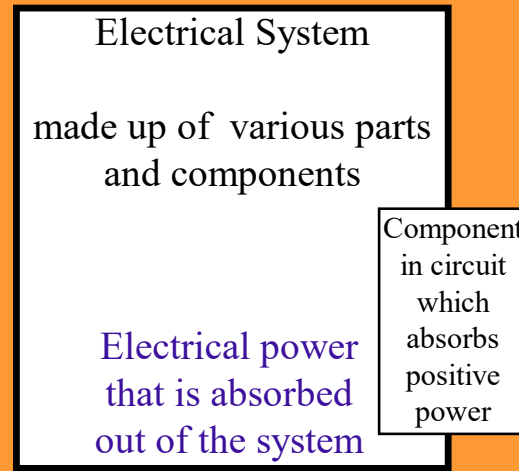 Electrical System
made up of various parts
and components
Component
in circuit
which
absorbs
positive
power
Electrical power
that is absorbed
out of the system